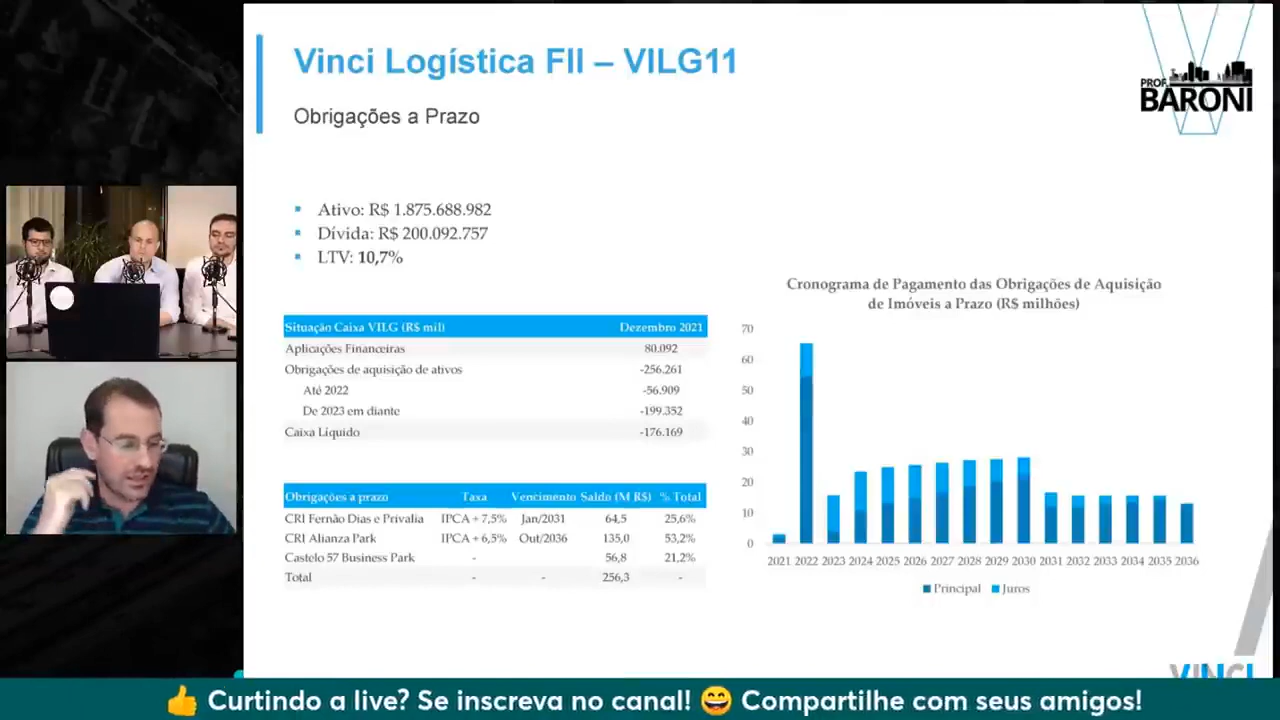 Vinci Logística FII – VILG11
Obrigações a Prazo
PROF. BARONI
▪ Ativo: R$ 1.875.688.982
▪ Dívida: R$ 200.092.757
▪ LTV: 10,7%
Situação Caixa VILG (R$ mil) Dezembro 2021
Aplicações Financeiras 80.092
Obrigações de aquisição de ativos -256.261
Até 2022 -56.909
De 2023 em diante -199.352
Caixa Líquido -176.169
Obrigações a prazo Taxa Vencimento Saldo (M R$) % Total
CRI Fernão Dias e Privalia IPCA + 7,5% Jan/2031 64,5 25,6%
CRI Alianza Park IPCA + 6,5% Out/2036 135,0 53,2%
Castelo 57 Business Park - 56,8 21,2%
Total - - 256,3 -
Cronograma de Pagamento das Obrigações de Aquisição
de Imóveis a Prazo (R$ milhões)
70
60
50
40
30
20
10
0
2021 2022 2023 2024 2025 2026 2027 2028 2029 2030 2031 2032 2033 2034 2035 2036
Principal Juros
VINCI
👍 Curtindo a live? Se inscreva no canal! 😄 Compartilhe com seus amigos!